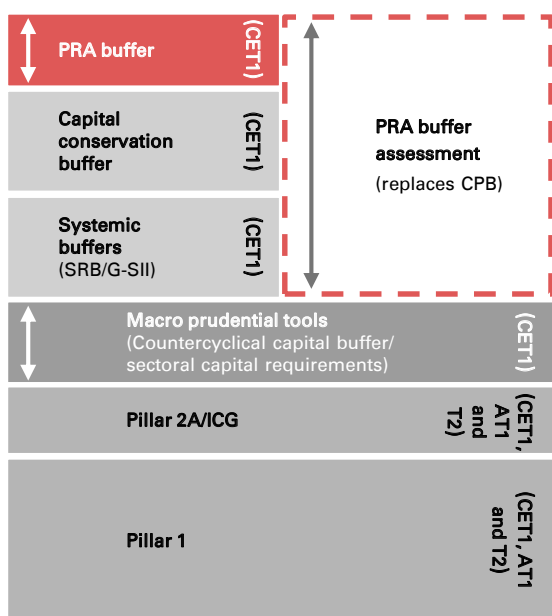 PRA buffer
(CET1)
Capital
conservation
buffer
(CET1)
Systemic
buffers
(SRB/G-SII)
(CET1)
PRA buffer
assessment
(replaces CPB)
Macro prudential tools
(Countercyclical capital buffer/
sectoral capital requirements)
(CET1)
Pillar 2A/ICG
(CET1,
AT1
and
T2)
Pillar 1
(CET1, AT1
and T2)